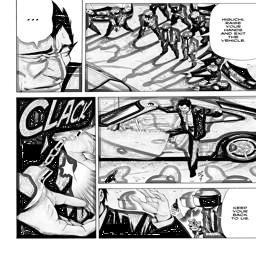 ...
HIGUCHI,
RAISE
YOUR
HANDS
AND EXIT
THE
VEHICLE.
CLACK
KEEP
YOUR
BACK
TO US.